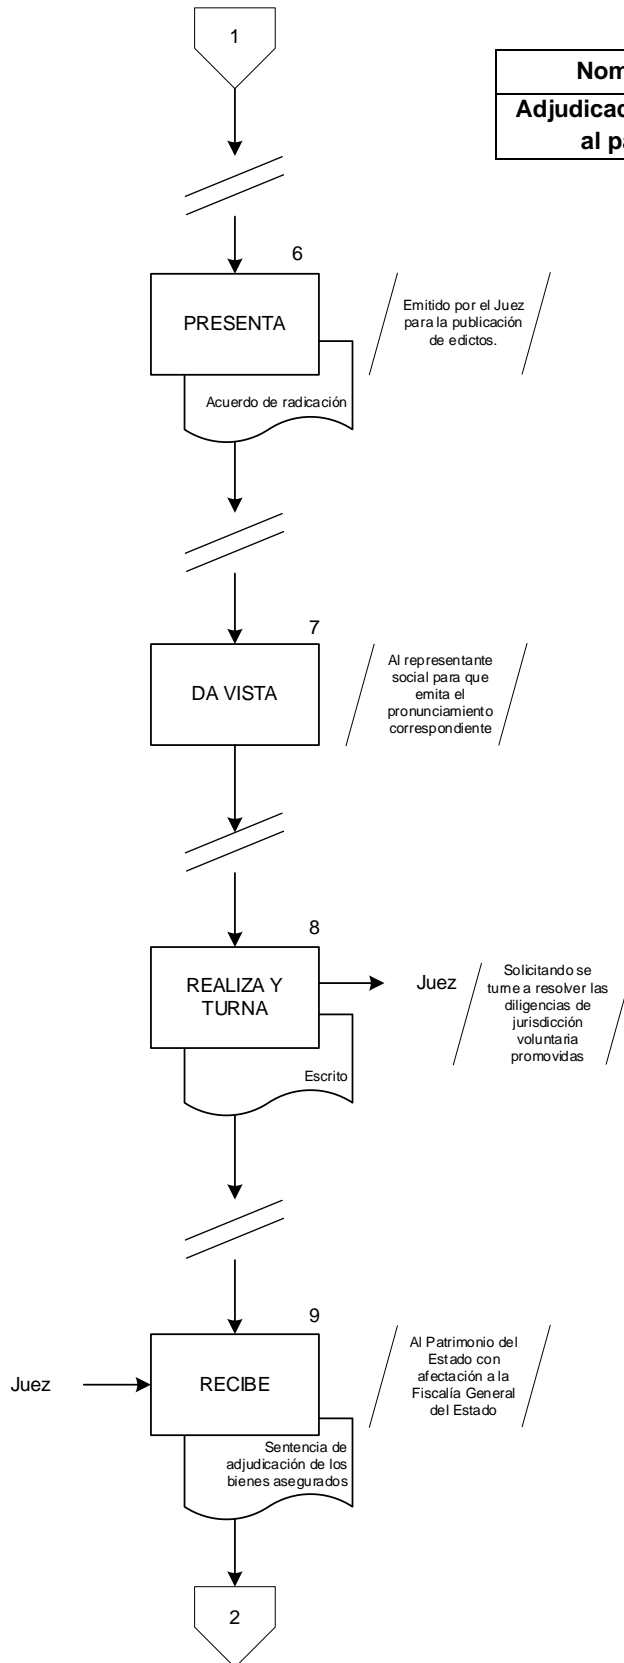 1
Nom
Adjudicac
al pa
6
PRESENTA
Emitido por el Juez
para la publicación
de edictos.
Acuerdo de radicación
7
DA VISTA
Al representante
social para que
emita el
pronunciamiento
correspondiente
8
REALIZA Y
TURNA
Juez
Solicitando se
turne a resolver las
diligencias de
jurisdicción
voluntaria
promovidas
Escrito
9
Juez
RECIBE
Al Patrimonio del
Estado con
afectación a la
Fiscalía General
del Estado
Sentencia de
adjudicación de los
bienes asegurados
2